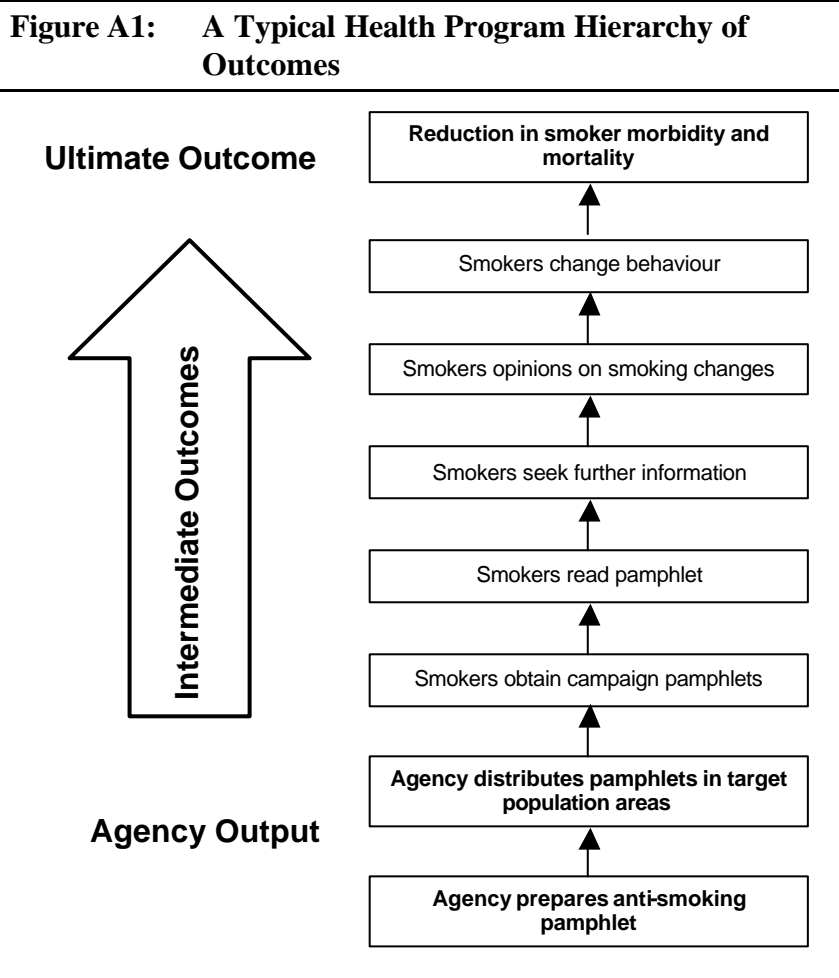 Figure A1: A Typical Health Program Hierarchy of
Outcomes
Ultimate Outcome
Reduction in smoker morbidity and
mortality
Smokers change behaviour
Smokers opinions on smoking changes
Smokers seek further information
Smokers read pamphlet
Smokers obtain campaign pamphlets
Intermediate Outcomes
Agency Output
Agency distributes pamphlets in target
population areas
Agency prepares anti-smoking
pamphlet